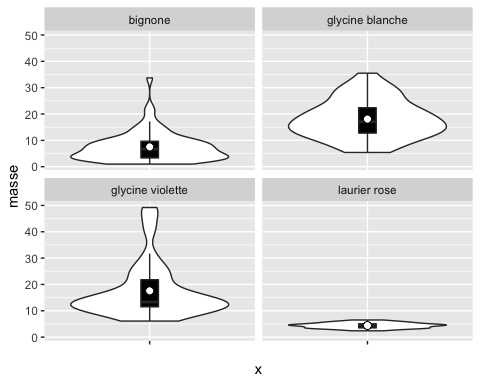 bignone
glycine blanche
50
40
30
20
10
0
masse
glycine violette
laurier rose
50
40
30
20
10
0
x